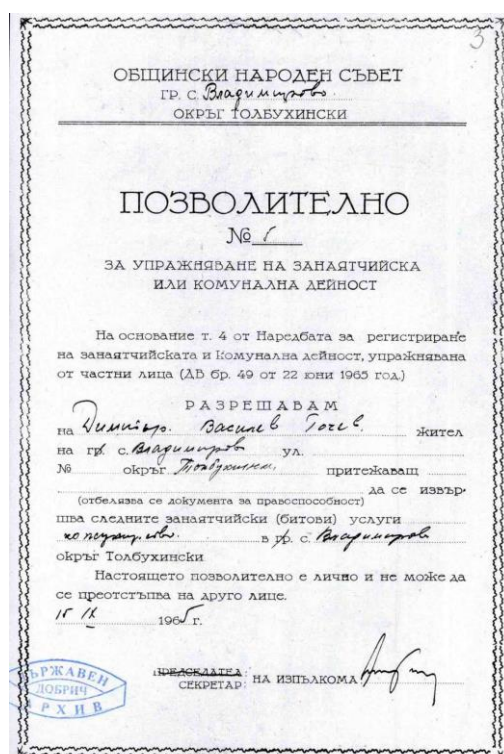 3
ОБЩИНСКИ НАРОДЕН СЪВЕТ
ГР. С. Владимирово
ОКРЪГ ТОЛБУХИНСКИ
ПОЗВОЛИТЕЛНО
№
ЗА УПРАЖНЯВАНЕ НА ЗАНАЯТЧИЙСКА
ИЛИ КОМУНАЛНА ДЕЙНОСТ
На основание т. 4 от Наредбата за регистриране
на занаятчийската и Комунална дейност, упражнявана
от частни лица (ДВ бр. 49 от 22 юни 1965 год.)
РАЗРЕШАВАМ
на Димитър Василев Гочев жител
на гр. с. Владимирово ул.
№ окръг Толбухински притежаващ
да се извър-
(отбелязва се документа за правоспособност)
шва следните занаятчийски (битови) услуги
в гр. с. Владимирово
окръг Толбухински
Настоящето позволително е лично и не може да
се преотстъпва на друго лице.
15 IX 1965 г.
ПРЕДСЕДАТЕЛ:
СЕКРЕТАР: НА ИЗПЪЛКОМА
ДЪРЖАВЕН
ДОБРИЧ
АРХИВ